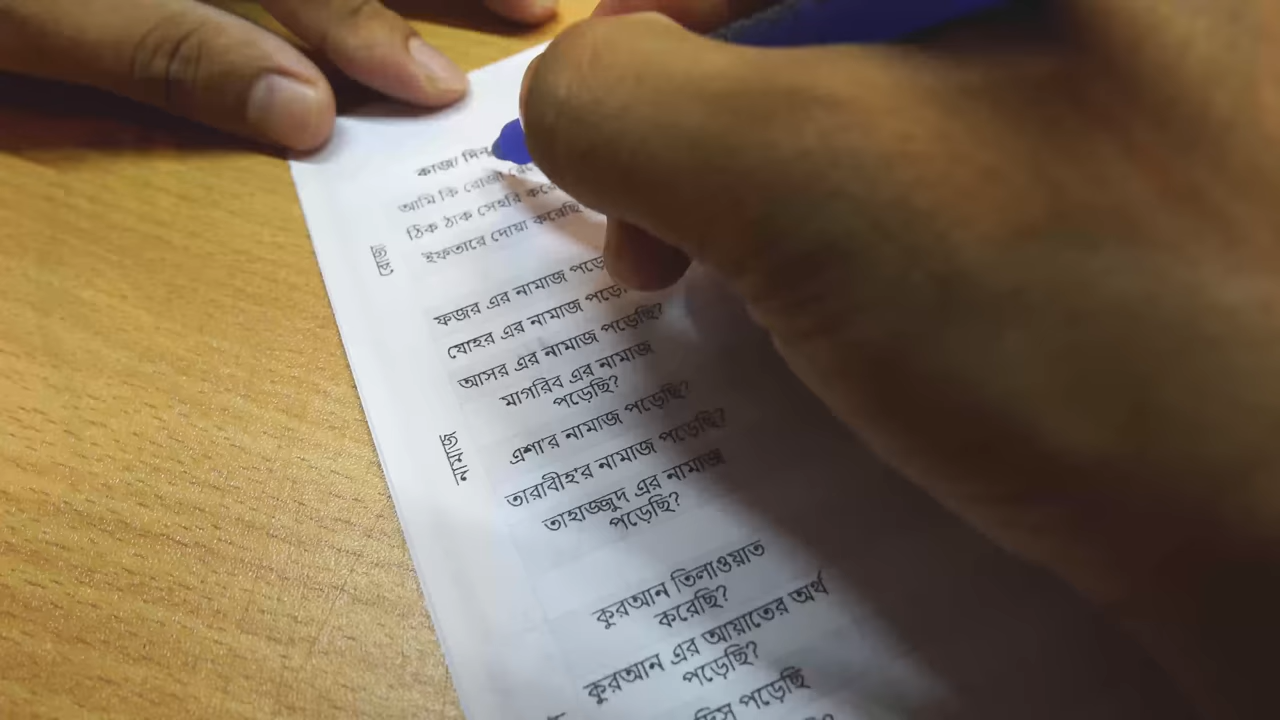 কাজ/ দিন
আমি কি রোজা
ঠিক ঠাক সেহরি
ইফতারে দোয়া করেছি
রোজা
ফজর এর নামাজ
যোহর এর নামাজ
আসর এর নামাজ পড়েছি?
মাগরিব এর নামাজ
পড়েছি?
এশা'র নামাজ পড়েছি?
তারাবীহ'র নামাজ পড়েছি?
তাহাজ্জুদ এর নামাজ
পড়েছি?
নামাজ
কুরআন তিলাওয়াত
করেছি?
কুরআন এর আয়াতের অর্থ
পড়েছি?
পড়েছি